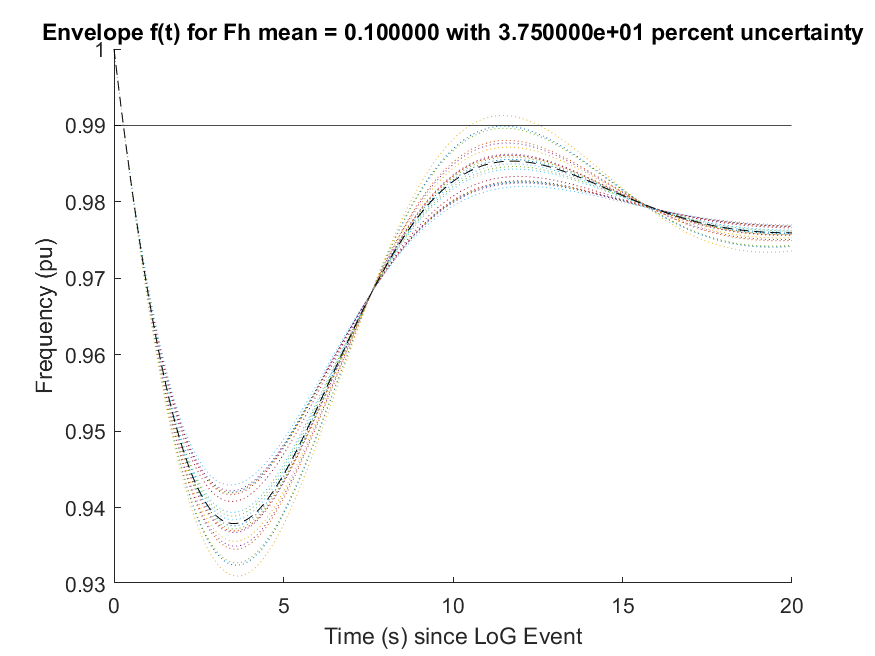 Envelope f(t) for Fh mean = 0.100000 with 3.750000e+01 percent uncertainty
1
0.99
0.98
0.97
0.96
0.95
0.94
0.93
Frequency (pu)
0 5 10 15 20
Time (s) since LoG Event